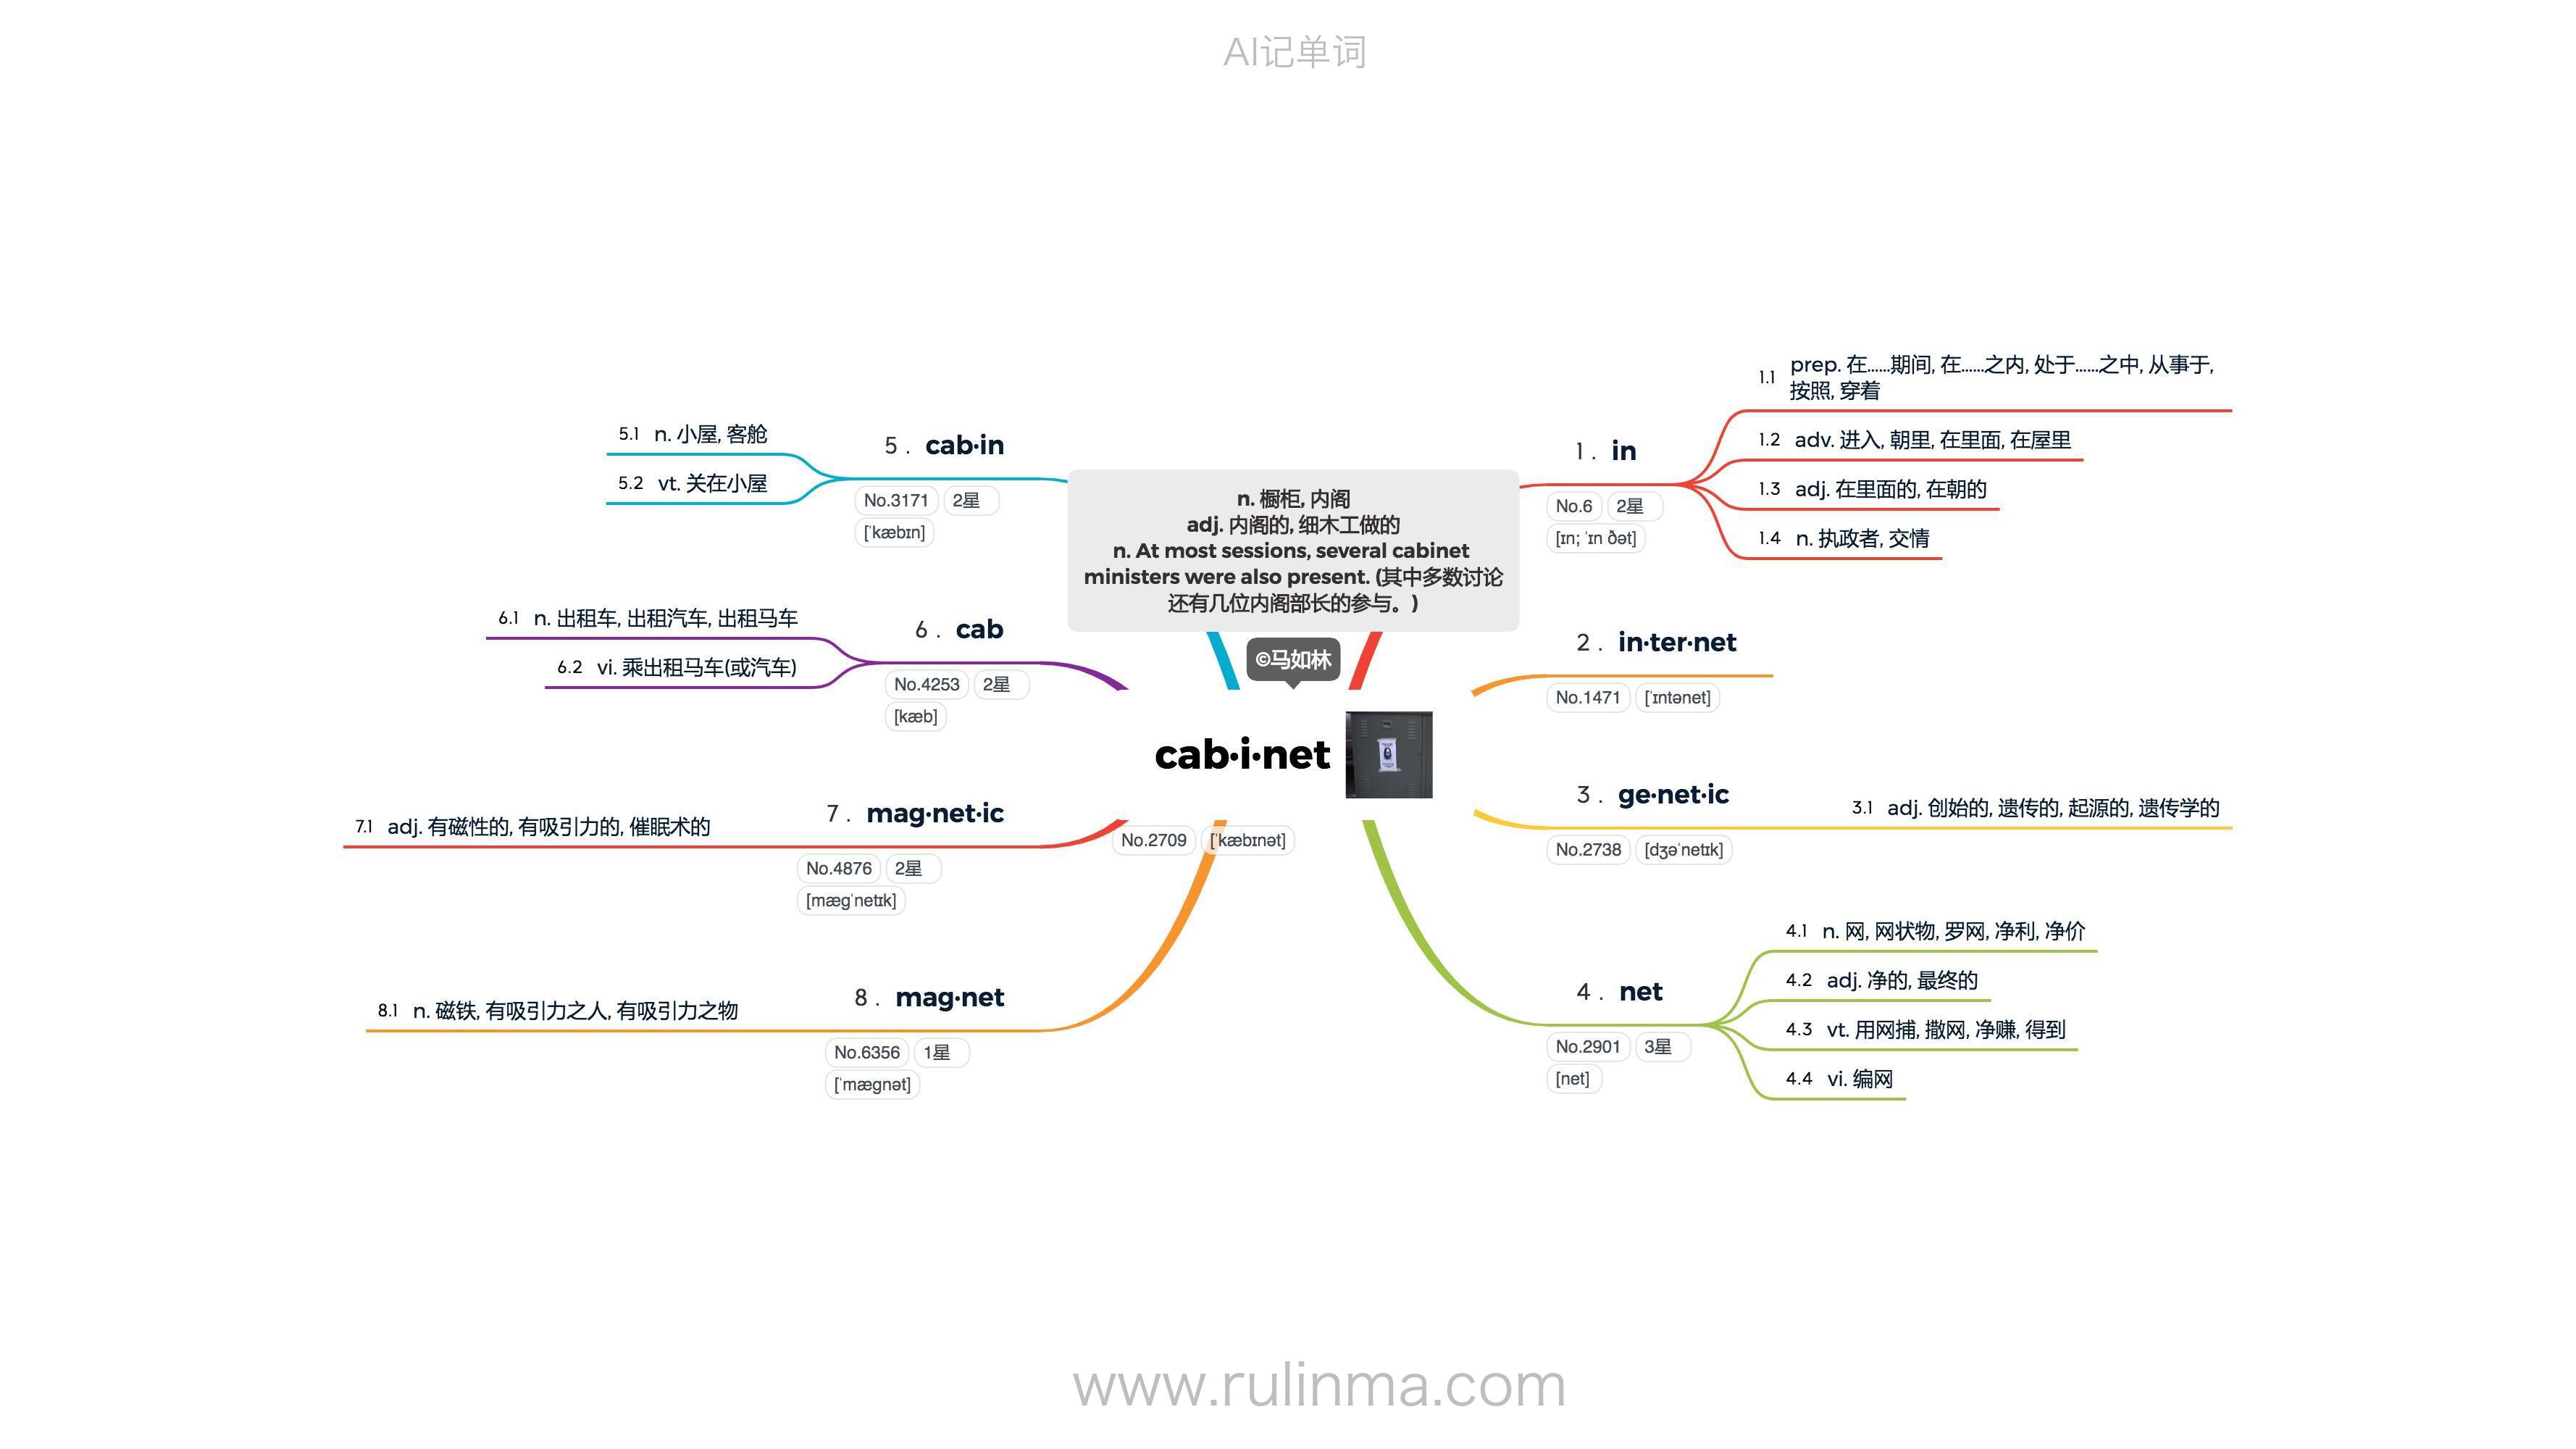 AI记单词
n. 橱柜, 内阁
adj. 内阁的, 细木工做的
n. At most sessions, several cabinet
ministers were also present. (其中多数讨论
还有几位内阁部长的参与。)
©马如林
cab·i·net
No.2709 [ˈkæbɪnət]
1 . in
No.6 2星
[ɪn; ˈɪn ðət]
1.1 prep. 在……期间, 在……之内, 处于……之中, 从事于,
按照, 穿着
1.2 adv. 进入, 朝里, 在里面, 在屋里
1.3 adj. 在里面的, 在朝的
1.4 n. 执政者, 交情
2 . in·ter·net
No.1471 [ˈɪntənet]
3 . ge·net·ic
No.2738 [dʒəˈnetɪk]
3.1 adj. 创始的, 遗传的, 起源的, 遗传学的
4 . net
No.2901 3星
[net]
4.1 n. 网, 网状物, 罗网, 净利, 净价
4.2 adj. 净的, 最终的
4.3 vt. 用网捕, 撒网, 净赚, 得到
4.4 vi. 编网
5 . cab·in
No.3171 2星
[ˈkæbɪn]
5.1 n. 小屋, 客舱
5.2 vt. 关在小屋
6 . cab
No.4253 2星
[kæb]
6.1 n. 出租车, 出租汽车, 出租马车
6.2 vi. 乘出租马车(或汽车)
7 . mag·net·ic
No.4876 2星
[mæɡˈnetɪk]
7.1 adj. 有磁性的, 有吸引力的, 催眠术的
8 . mag·net
No.6356 1星
[ˈmæɡnət]
8.1 n. 磁铁, 有吸引力之人, 有吸引力之物
www.rulinma.com